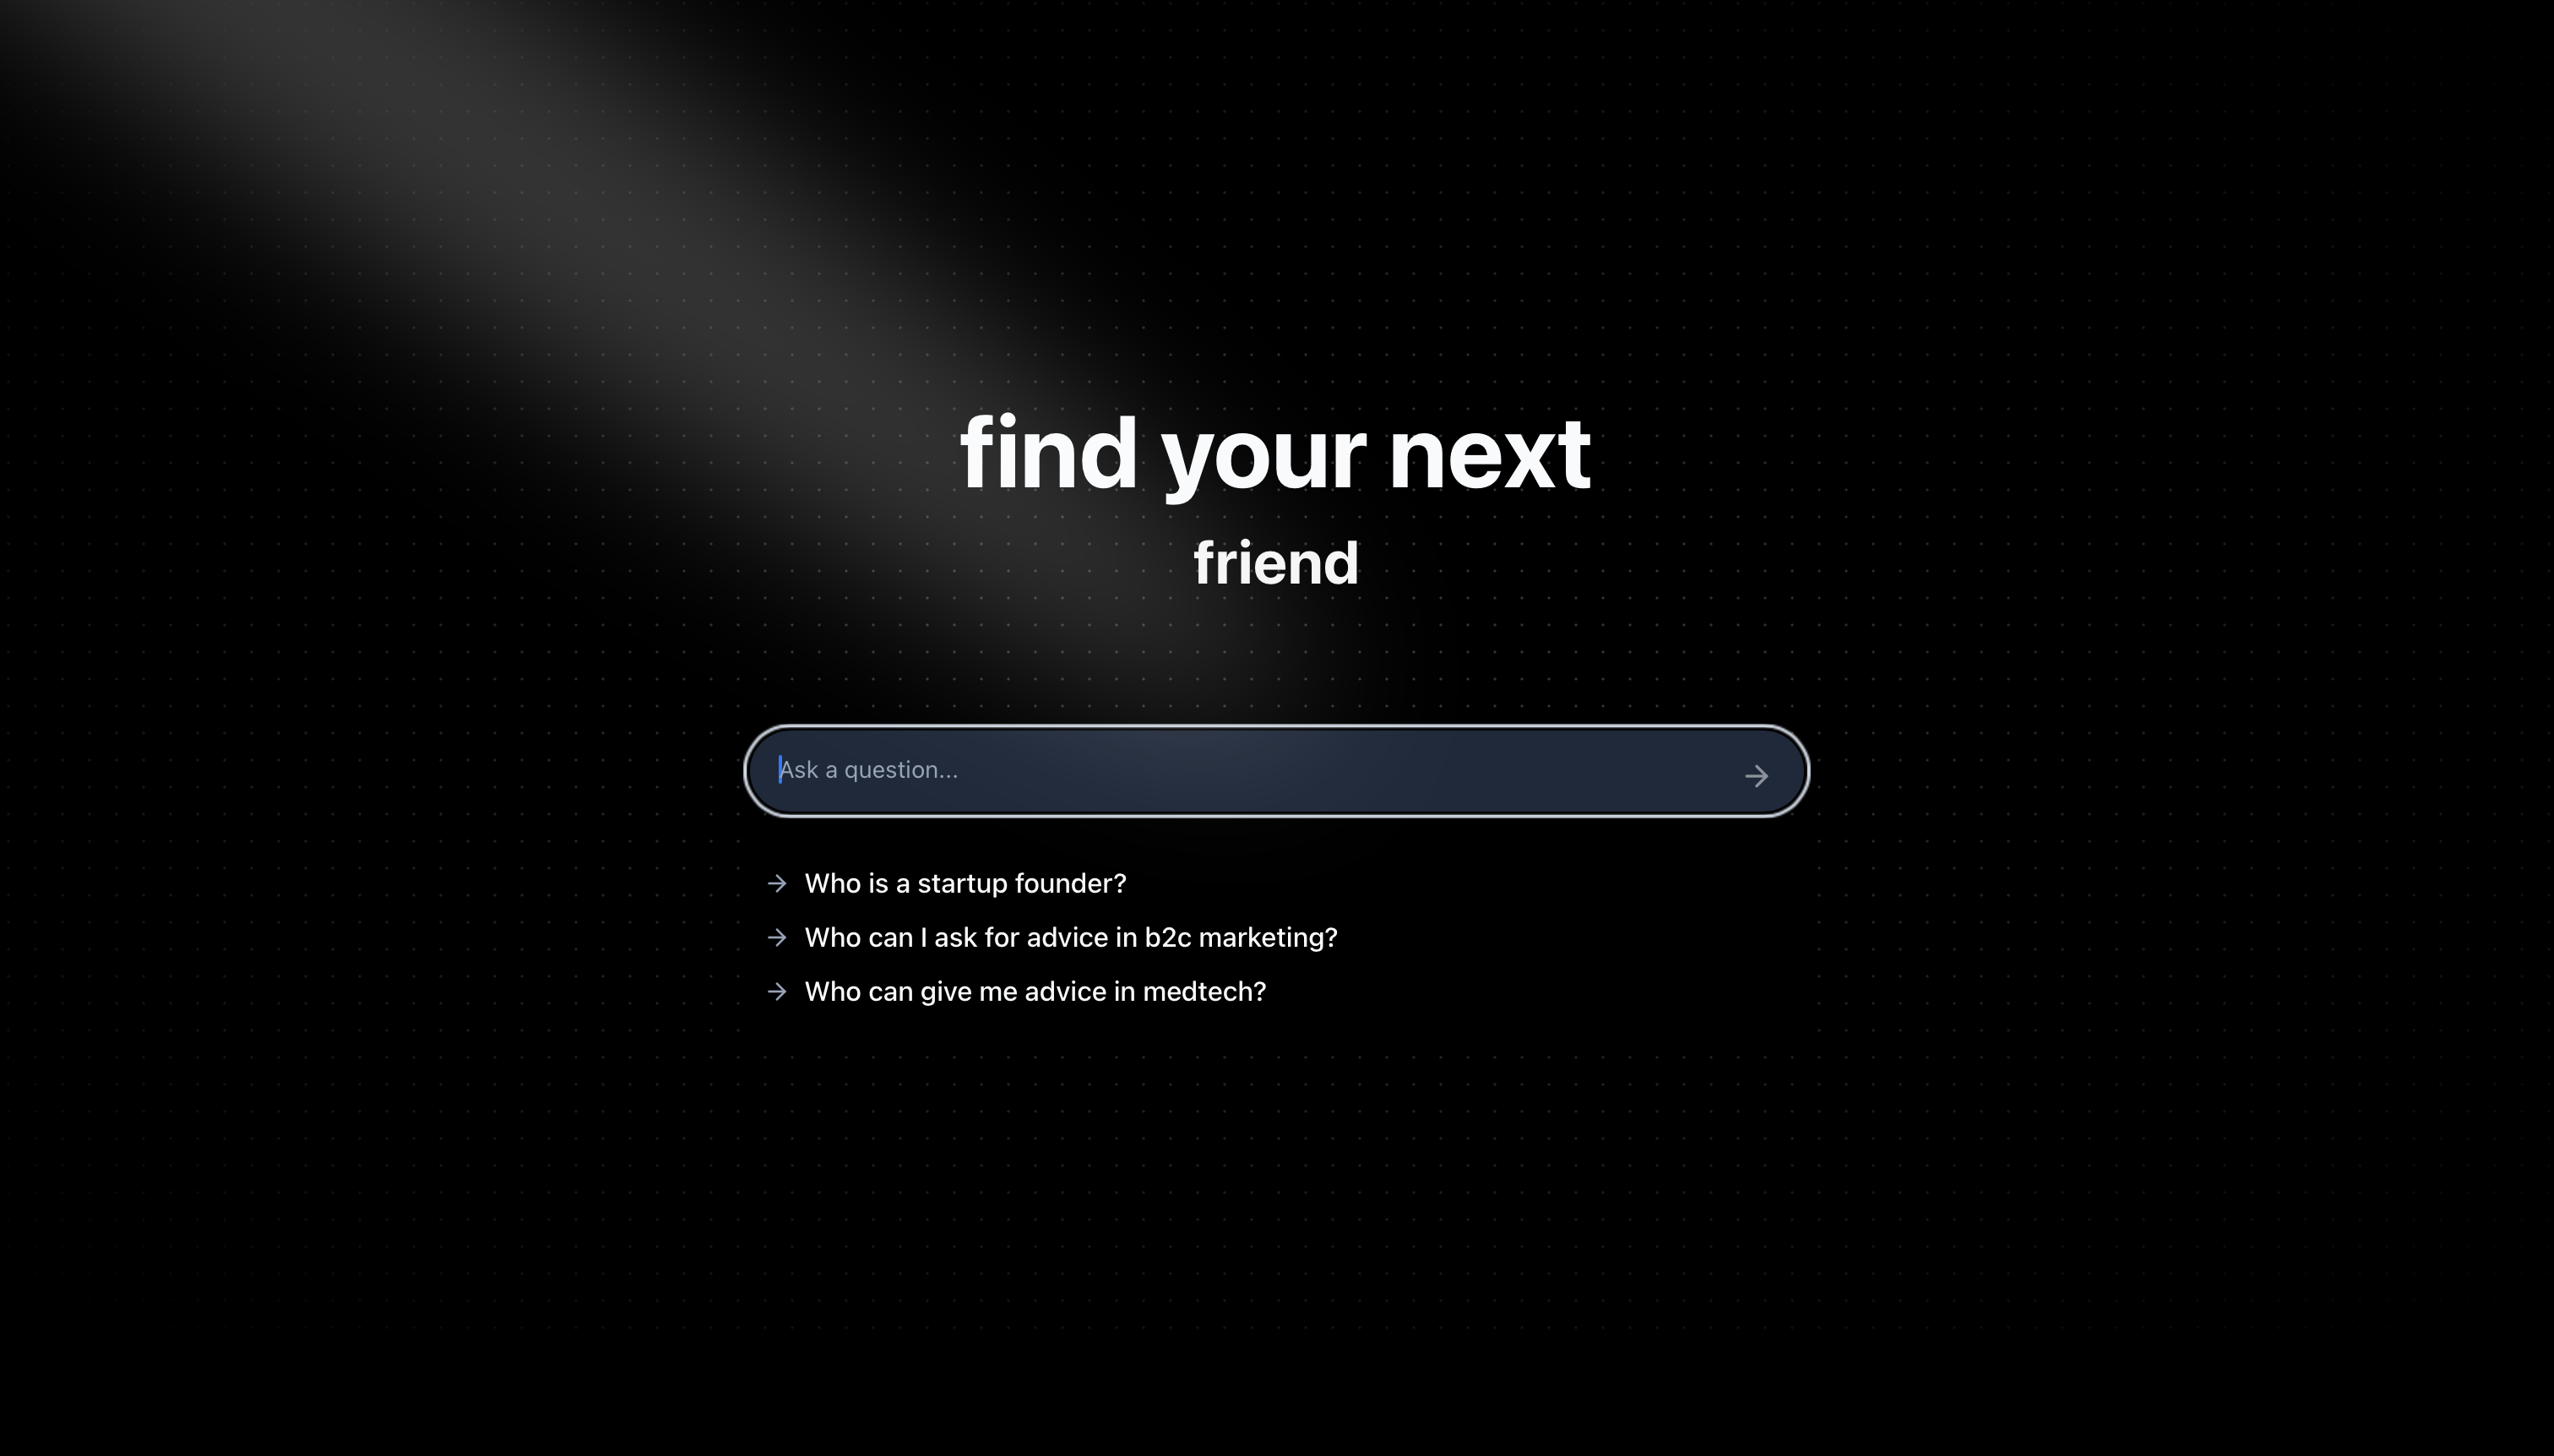 find your next
friend
Ask a question...
Who is a startup founder?
Who can I ask for advice in b2c marketing?
Who can give me advice in medtech?